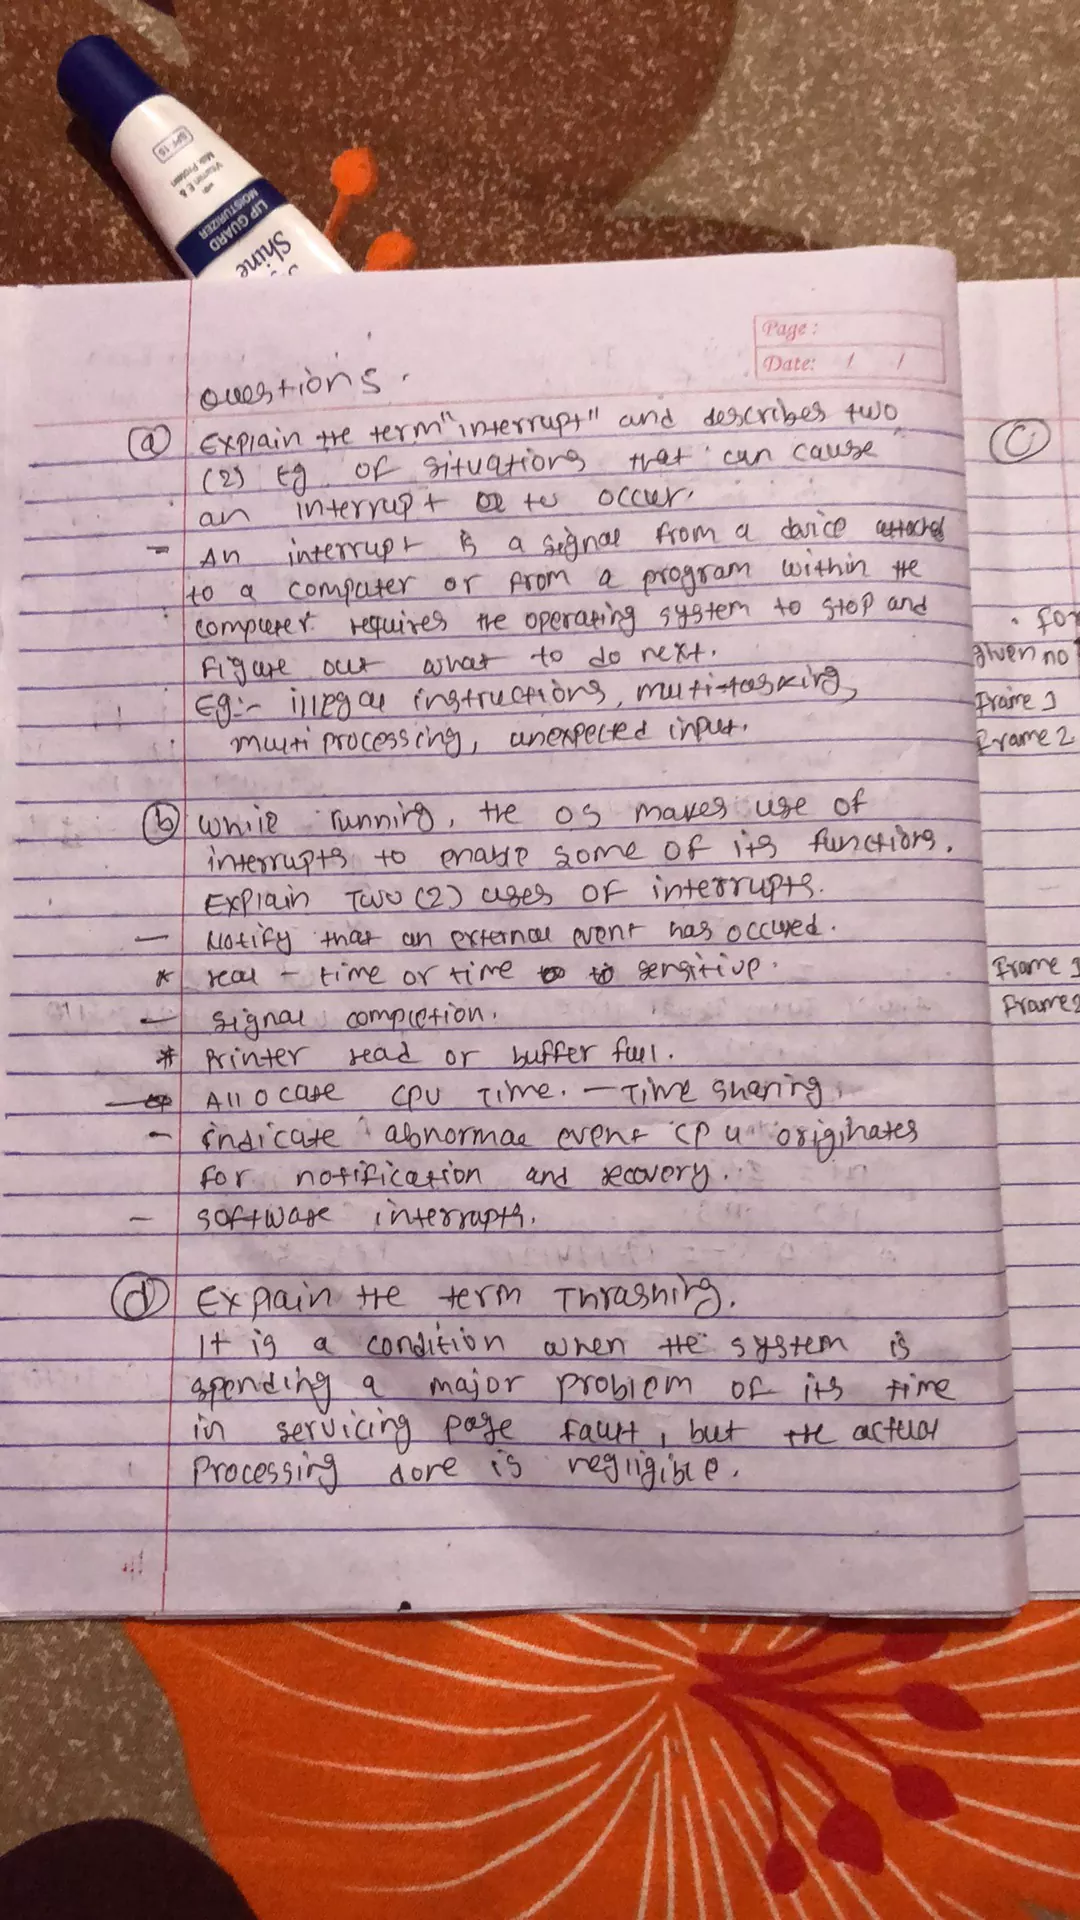 SPF-15
with
Vitamin E &
Milk Protein
LIP GUARD
MOISTURIZER
Shine
Page :
Date: / /
Questions.
(a) Explain the term "interrupt" and describes two
(2) Eg of situations that can cause
an interrupt to occur.
- An interrupt is a signal from a device attached
to a computer or from a program within the
computer requires the operating system to stop and
Figure out what to do next.
Eg:- illegal instructions, multi-tasking,
multi processing, unexpected input.
(b) While running, the OS makes use of
interrupts to enable some of its functions.
Explain Two (2) uses of interrupts.
- Notify that an external event has occured.
* real - time or time to sensitive.
- signal completion.
* Printer read or buffer full.
- Allocate CPU Time. - Time sharing.
- indicate abnormal event CPU originates
for notification and recovery.
- Software interrupts.
(d) Explain the term Thrashing.
It is a condition when the system is
spending a major problem of its time
in servicing page fault, but the actual
Processing done is negligible.
(C)
. for
given no
Frame 1
Frame 2
Frame 1
Frame 2